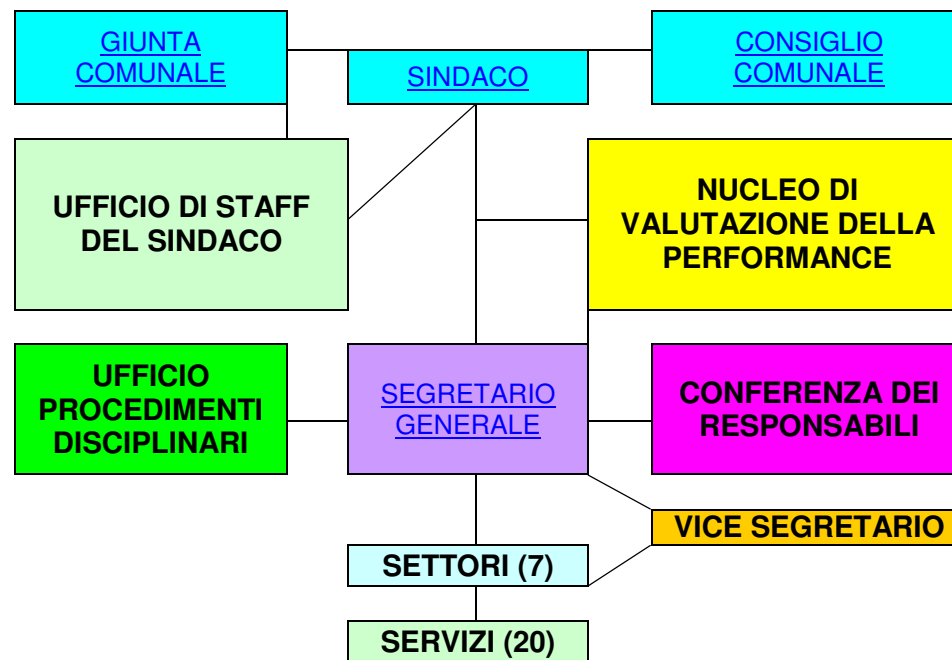 GIUNTA
COMUNALE
SINDACO
CONSIGLIO
COMUNALE
UFFICIO DI STAFF
DEL SINDACO
NUCLEO DI
VALUTAZIONE DELLA
PERFORMANCE
UFFICIO
PROCEDIMENTI
DISCIPLINARI
SEGRETARIO
GENERALE
CONFERENZA DEI
RESPONSABILI
VICE SEGRETARIO
SETTORI (7)
SERVIZI (20)